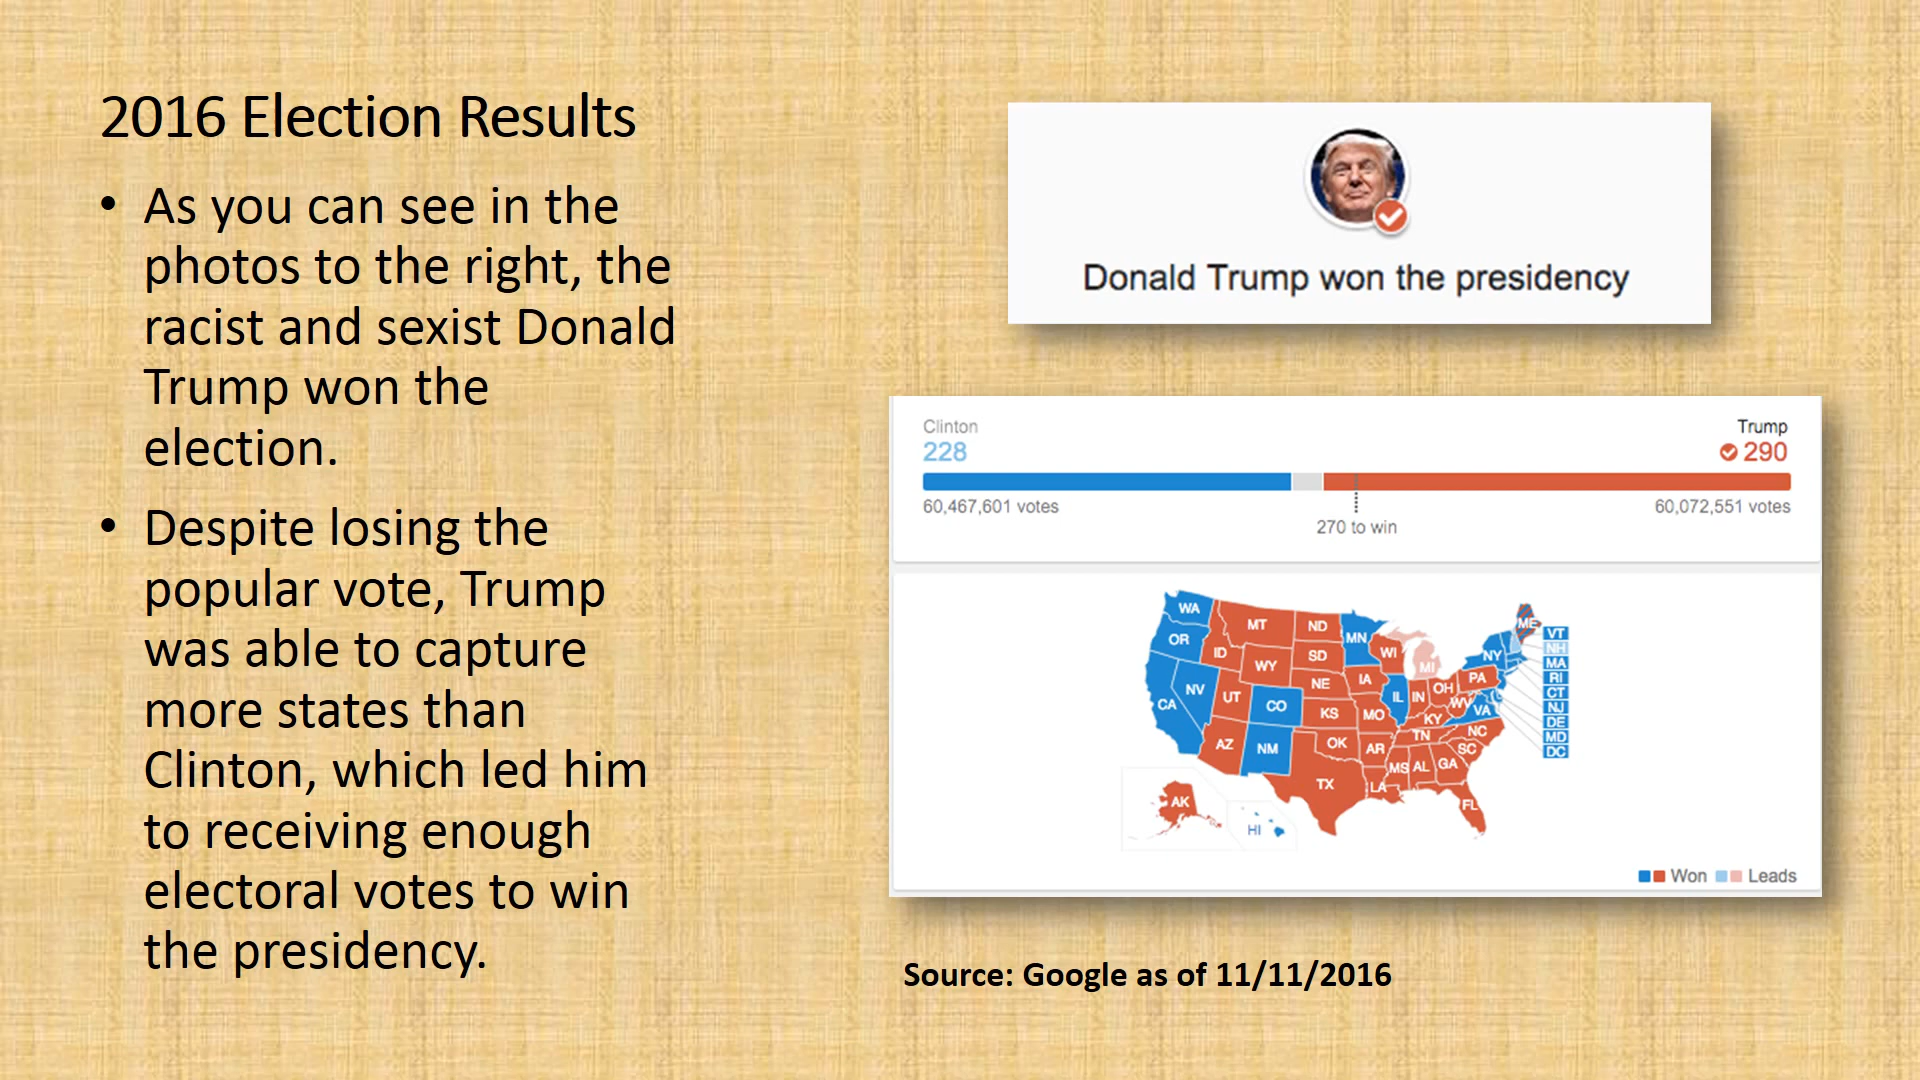 2016 Election Results
• As you can see in the
photos to the right, the
racist and sexist Donald
Trump won the
election.
• Despite losing the
popular vote, Trump
was able to capture
more states than
Clinton, which led him
to receiving enough
electoral votes to win
the presidency.
Donald Trump won the presidency
Clinton
Trump
228
290
60,467,601 votes
60,072,551 votes
270 to win
WA
MT
ND
MN
ME
VT
OR
ID
SD
WI
MI
NY
NH
MA
WY
RI
NV
UT
NE
IA
IL
IN
OH
PA
CT
CA
CO
KS
MO
KY
WV
VA
NJ
DE
AZ
NM
OK
AR
TN
NC
MD
SC
DC
TX
LA
MS
AL
GA
FL
AK
HI
Won
Leads
Source: Google as of 11/11/2016